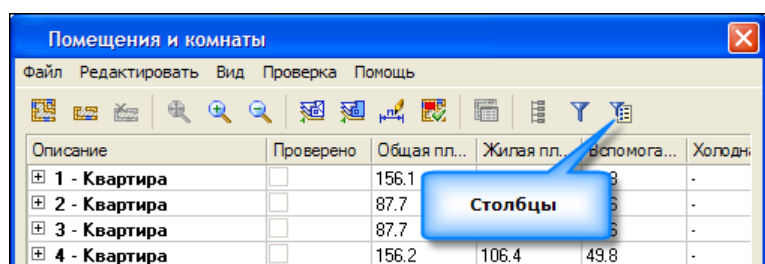 Помещения и комнаты
Файл Редактировать Вид Проверка Помощь
Описание Проверено Общая пл... Жилая пл... Вспомога... Холодн
1 - Квартира 156.1
2 - Квартира 87.7
3 - Квартира 87.7
4 - Квартира 156.2 106.4 49.8 -
Столбцы